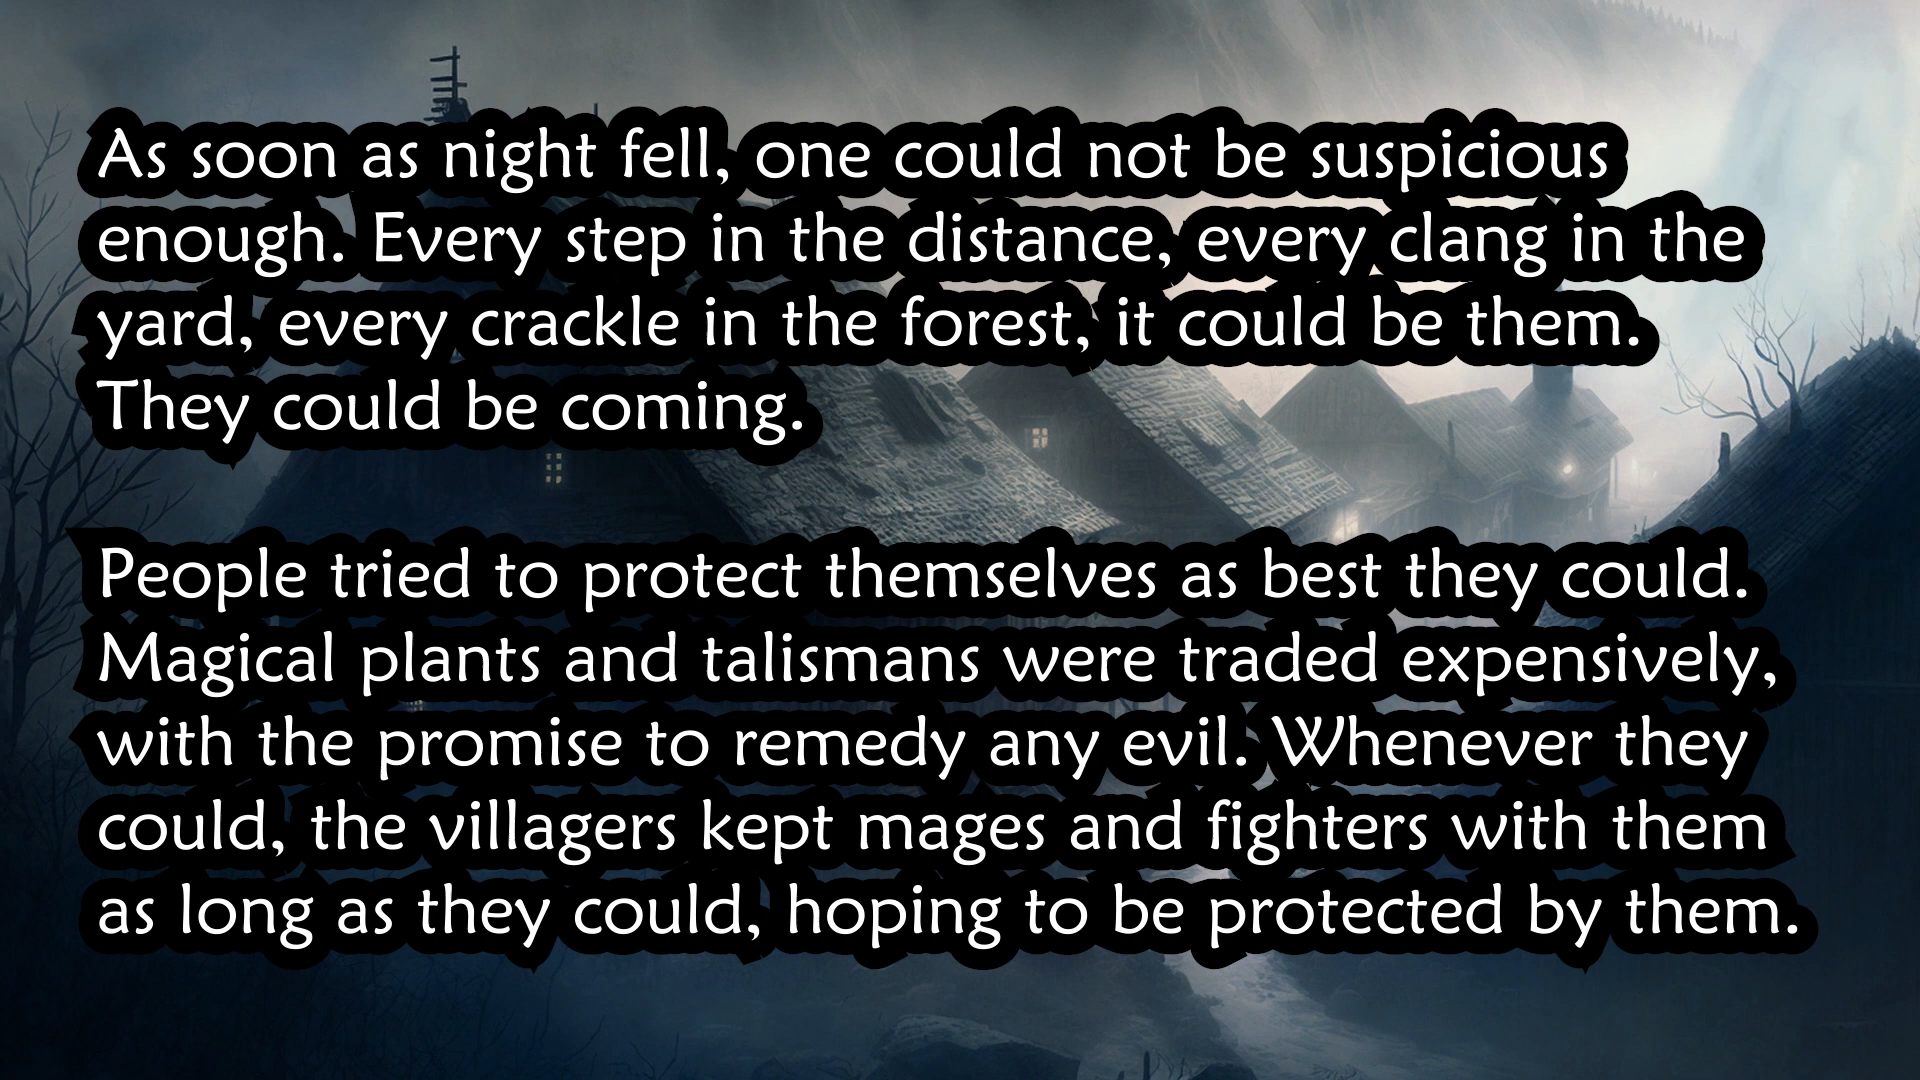 As soon as night fell, one could not be suspicious
enough. Every step in the distance, every clang in the
yard, every crackle in the forest, it could be them.
They could be coming.
People tried to protect themselves as best they could.
Magical plants and talismans were traded expensively,
with the promise to remedy any evil. Whenever they
could, the villagers kept mages and fighters with them
as long as they could, hoping to be protected by them.